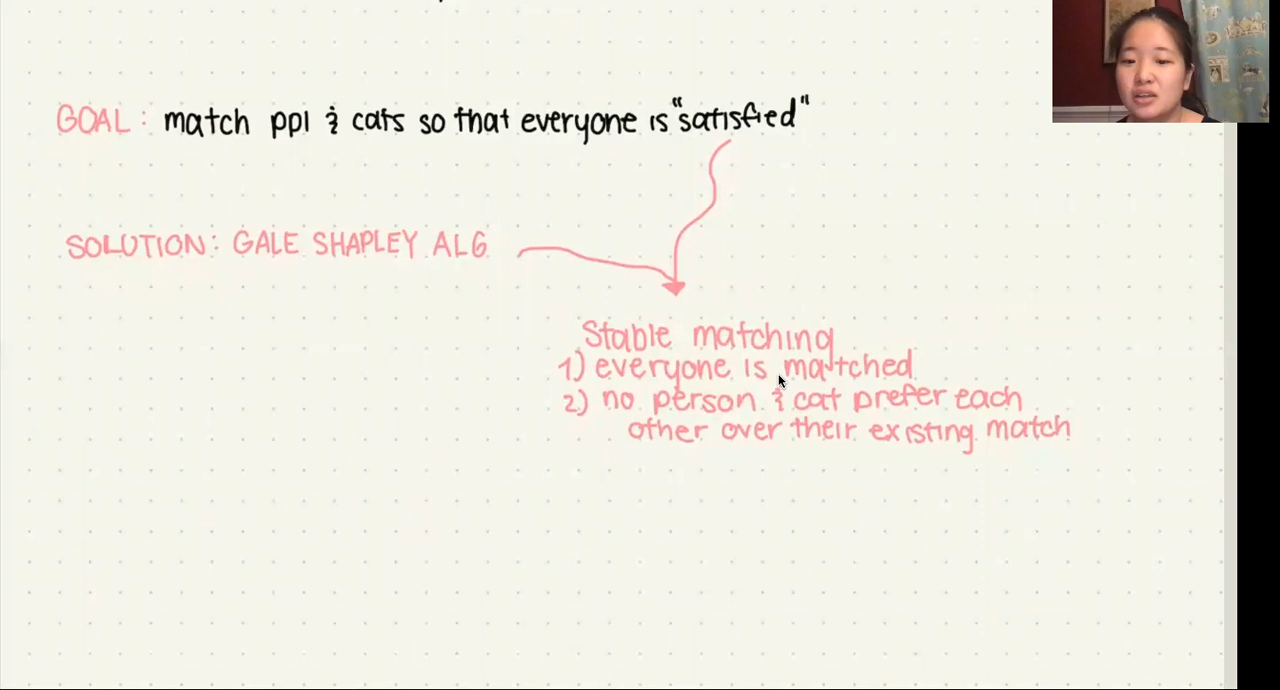 GOAL: match ppl & cats so that everyone is "satisfied"
SOLUTION: GALE SHAPLEY ALG
Stable matching
1) everyone is matched
2) no person & cat prefer each
other over their existing match